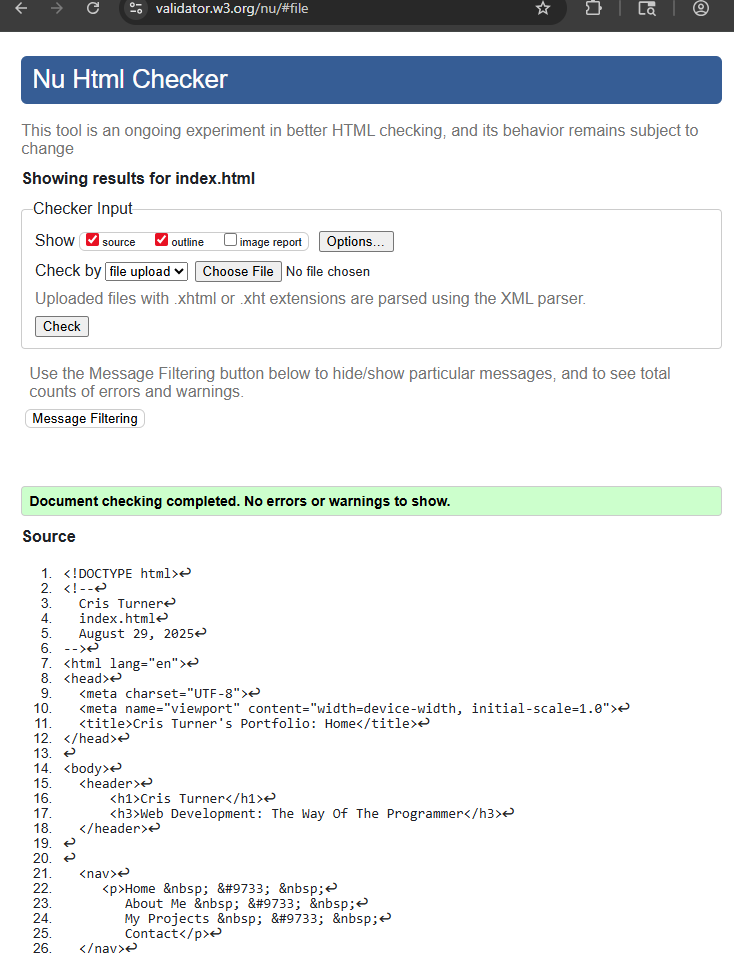 validator.w3.org/nu/#file
Nu Html Checker
This tool is an ongoing experiment in better HTML checking, and its behavior remains subject to
change
Showing results for index.html
Checker Input
Show source outline image report Options...
Check by file upload Choose File No file chosen
Uploaded files with .xhtml or .xht extensions are parsed using the XML parser.
Check
Use the Message Filtering button below to hide/show particular messages, and to see total
counts of errors and warnings.
Message Filtering
Document checking completed. No errors or warnings to show.
Source
1. <!DOCTYPE html>↩
2. <!--↩
3.   Cris Turner↩
4.   index.html↩
5.   August 29, 2025↩
6. -->↩
7. <html lang="en">↩
8. <head>↩
9.   <meta charset="UTF-8">↩
10.   <meta name="viewport" content="width=device-width, initial-scale=1.0">↩
11.   <title>Cris Turner's Portfolio: Home</title>↩
12. </head>↩
13. ↩
14. <body>↩
15.   <header>↩
16.       <h1>Cris Turner</h1>↩
17.       <h3>Web Development: The Way Of The Programmer</h3>↩
18.   </header>↩
19. ↩
20. ↩
21.   <nav>↩
22.      <p>Home &nbsp; &#9733; &nbsp;↩
23.         About Me &nbsp; &#9733; &nbsp;↩
24.         My Projects &nbsp; &#9733; &nbsp;↩
25.         Contact</p>↩
26.   </nav>↩